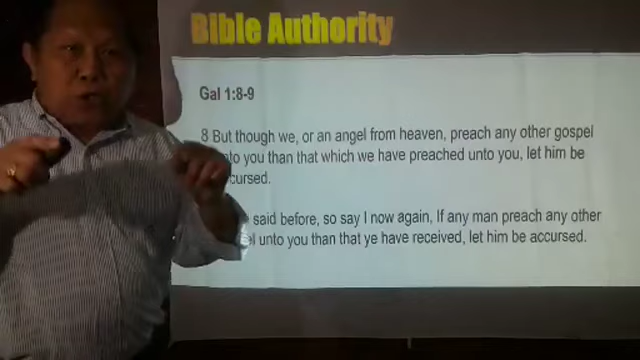 Bible Authority
Gal 1:8-9
8 But though we, or an angel from heaven, preach any other gospel
to you than that which we have preached unto you, let him be
cursed.
said before, so say I now again, If any man preach any other
unto you than that ye have received, let him be accursed.